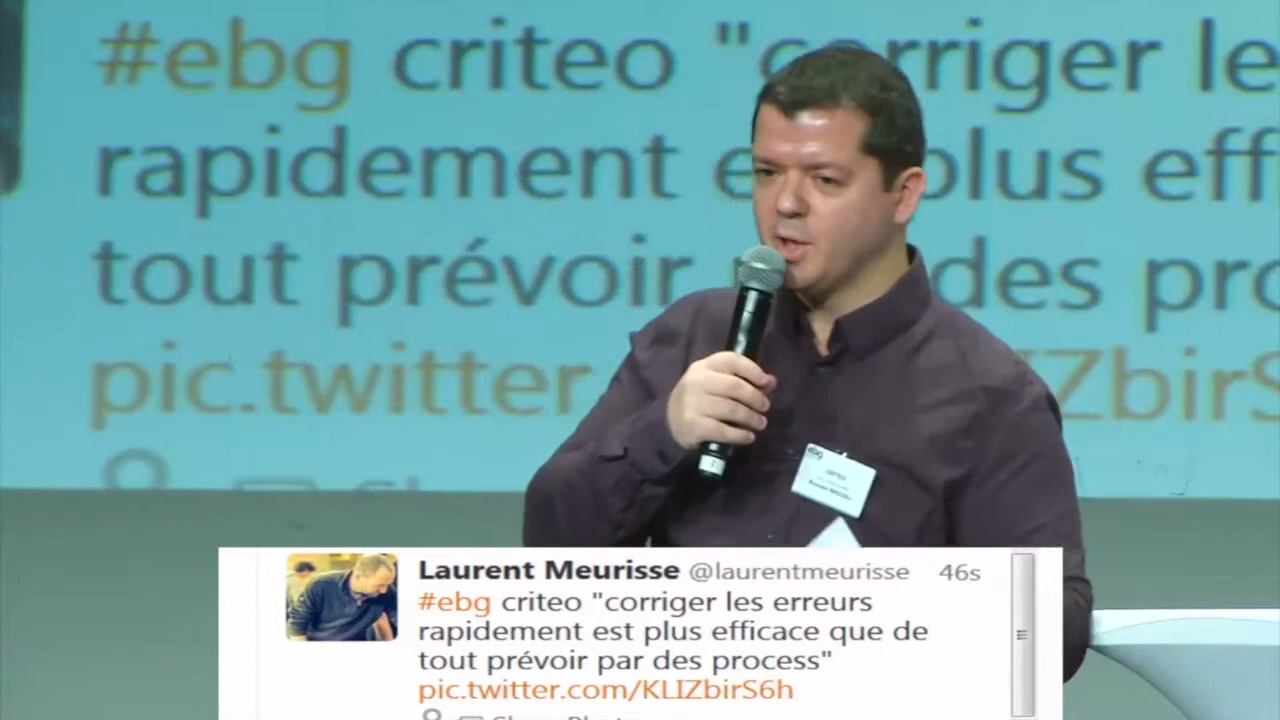 #ebg criteo "corriger le
rapidement e plus eff
tout prévoir des pro
pic.twitter ZbirS
ebg
Laurent Meurisse @laurentmeurisse 46s
#ebg criteo "corriger les erreurs
rapidement est plus efficace que de
tout prévoir par des process"
pic.twitter.com/KLIZbirS6h